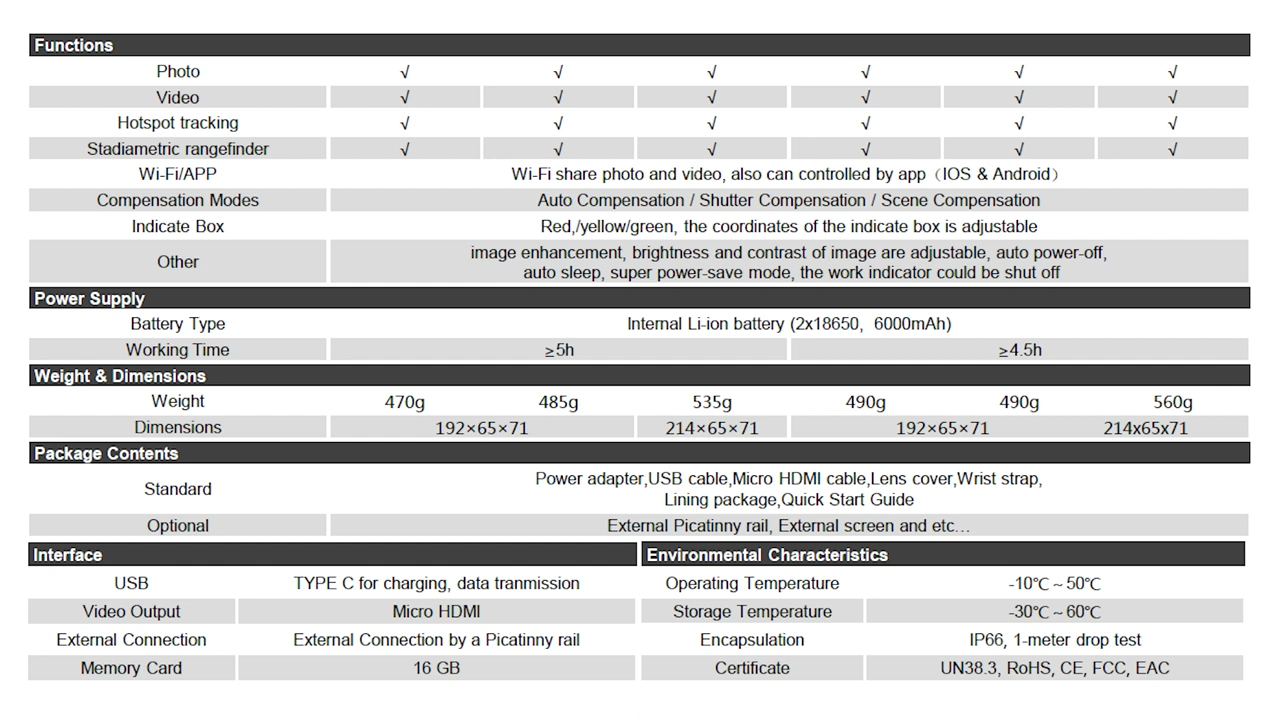 Functions
Photo √ √ √ √ √ √
Video √ √ √ √ √ √
Hotspot tracking √ √ √ √ √ √
Stadiametric rangefinder √ √ √ √ √ √
Wi-Fi/APP Wi-Fi share photo and video, also can controlled by app（IOS & Android）
Compensation Modes Auto Compensation / Shutter Compensation / Scene Compensation
Indicate Box Red,/yellow/green, the coordinates of the indicate box is adjustable
Other image enhancement, brightness and contrast of image are adjustable, auto power-off,
auto sleep, super power-save mode, the work indicator could be shut off
Power Supply
Battery Type Internal Li-ion battery (2x18650, 6000mAh)
Working Time ≥5h ≥4.5h
Weight & Dimensions
Weight 470g 485g 535g 490g 490g 560g
Dimensions 192×65×71 214×65×71 192×65×71 214x65x71
Package Contents
Standard Power adapter,USB cable,Micro HDMI cable,Lens cover,Wrist strap,
Lining package,Quick Start Guide
Optional External Picatinny rail, External screen and etc…
Interface
USB TYPE C for charging, data tranmission
Video Output Micro HDMI
External Connection External Connection by a Picatinny rail
Memory Card 16 GB
Environmental Characteristics
Operating Temperature -10℃ ~ 50℃
Storage Temperature -30℃ ~ 60℃
Encapsulation IP66, 1-meter drop test
Certificate UN38.3, RoHS, CE, FCC, EAC